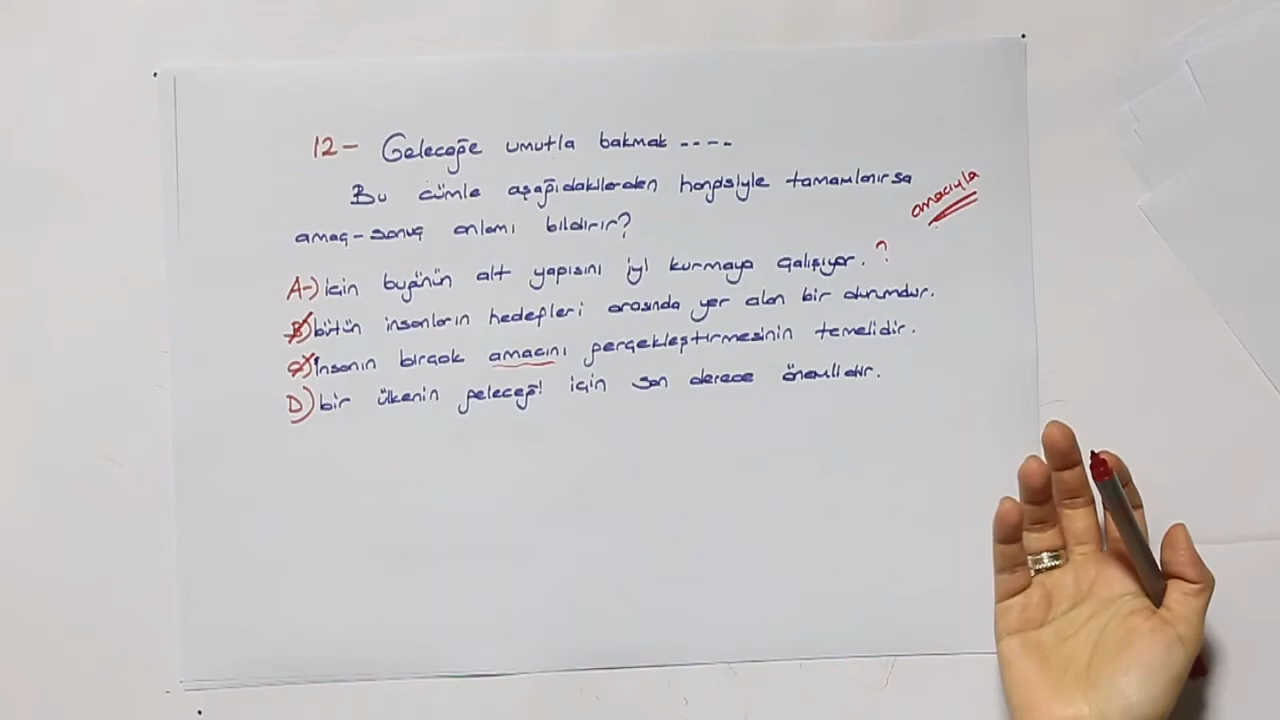 12- Geleceğe umutla bakmak ----
Bu cümle aşağıdakilerden hangisiyle tamamlanırsa
amaç-sonuç anlamı bildirir?
amacıyla
A-) için bugünün alt yapısını iyi kurmaya çalışıyor. ?
B) bütün insanların hedefleri arasında yer alan bir durumdur.
C) insanın birçok amacını gerçekleştirmesinin temelidir.
D) bir ülkenin geleceği için son derece önemlidir.